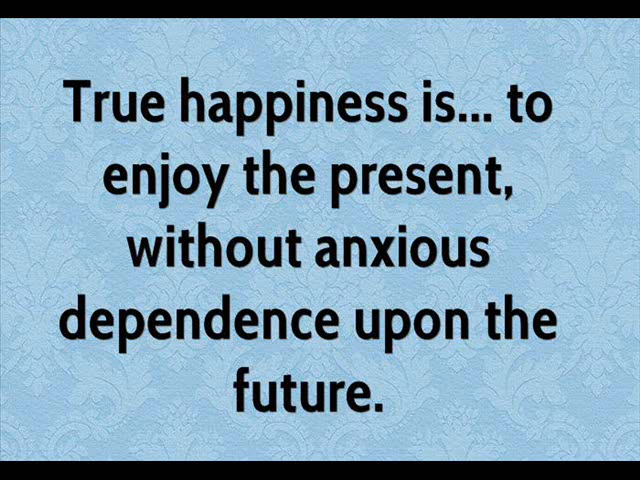 True happiness is... to
enjoy the present,
without anxious
dependence upon the
future.